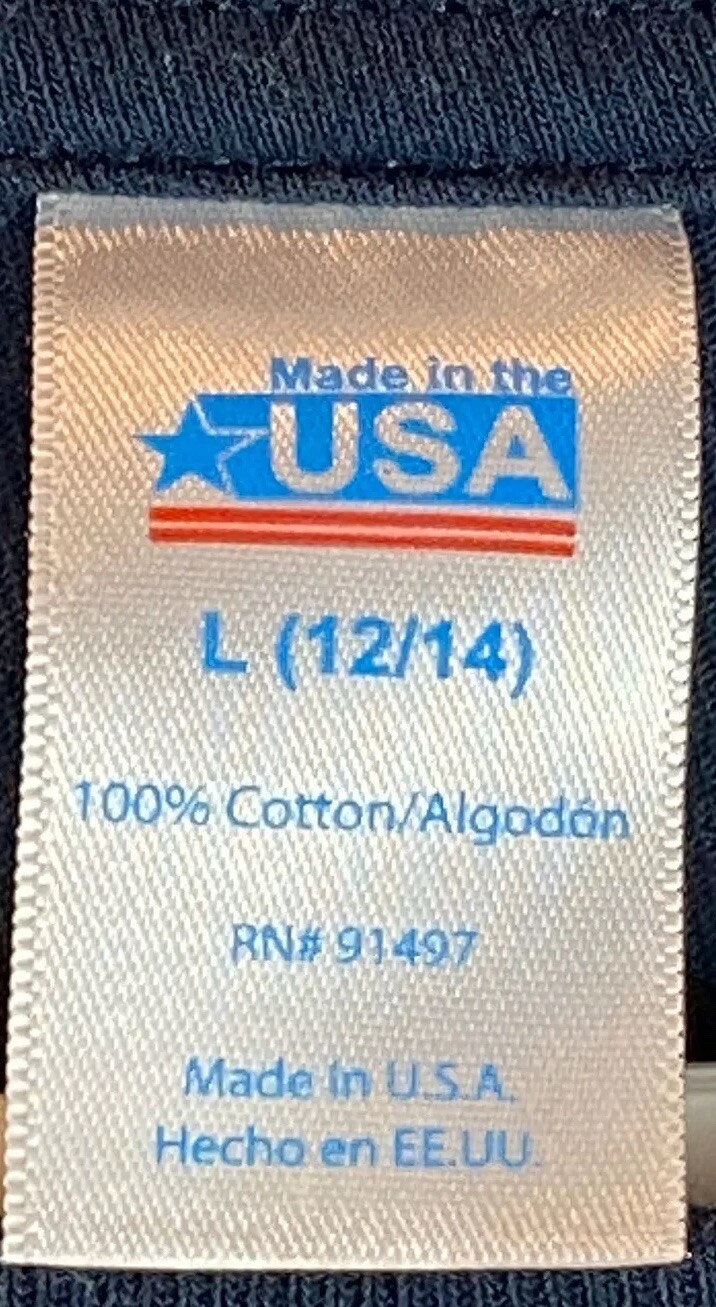 Made in the
USA
L (12/14)
100% Cotton/Algodón
RN# 91497
Made in U.S.A.
Hecho en EE.UU.